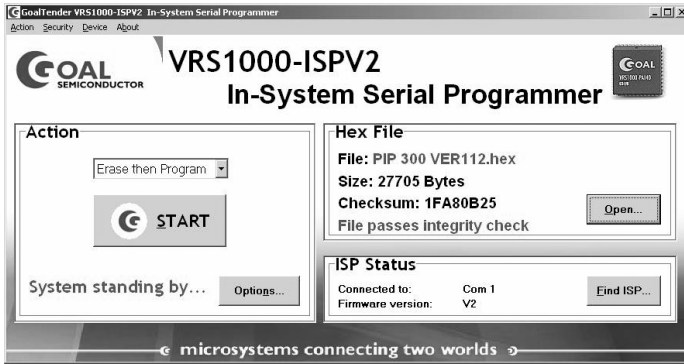 GoalTender VRS1000-ISPV2 In-System Serial Programmer
Action Security Device About
GOAL
SEMICONDUCTOR
VRS1000-ISPV2
In-System Serial Programmer
GOAL
Action
Erase then Program
START
System standing by...
Options...
Hex File
File: PIP 300 VER112.hex
Size: 27705 Bytes
Checksum: 1FA80B25
File passes integrity check
Open...
ISP Status
Connected to: Com 1
Firmware version: V2
Find ISP...
microsystems connecting two worlds